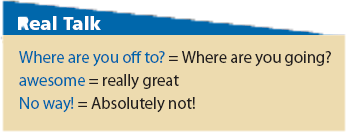 Real Talk
Where are you off to? = Where are you going?
awesome = really great
No way! = Absolutely not!